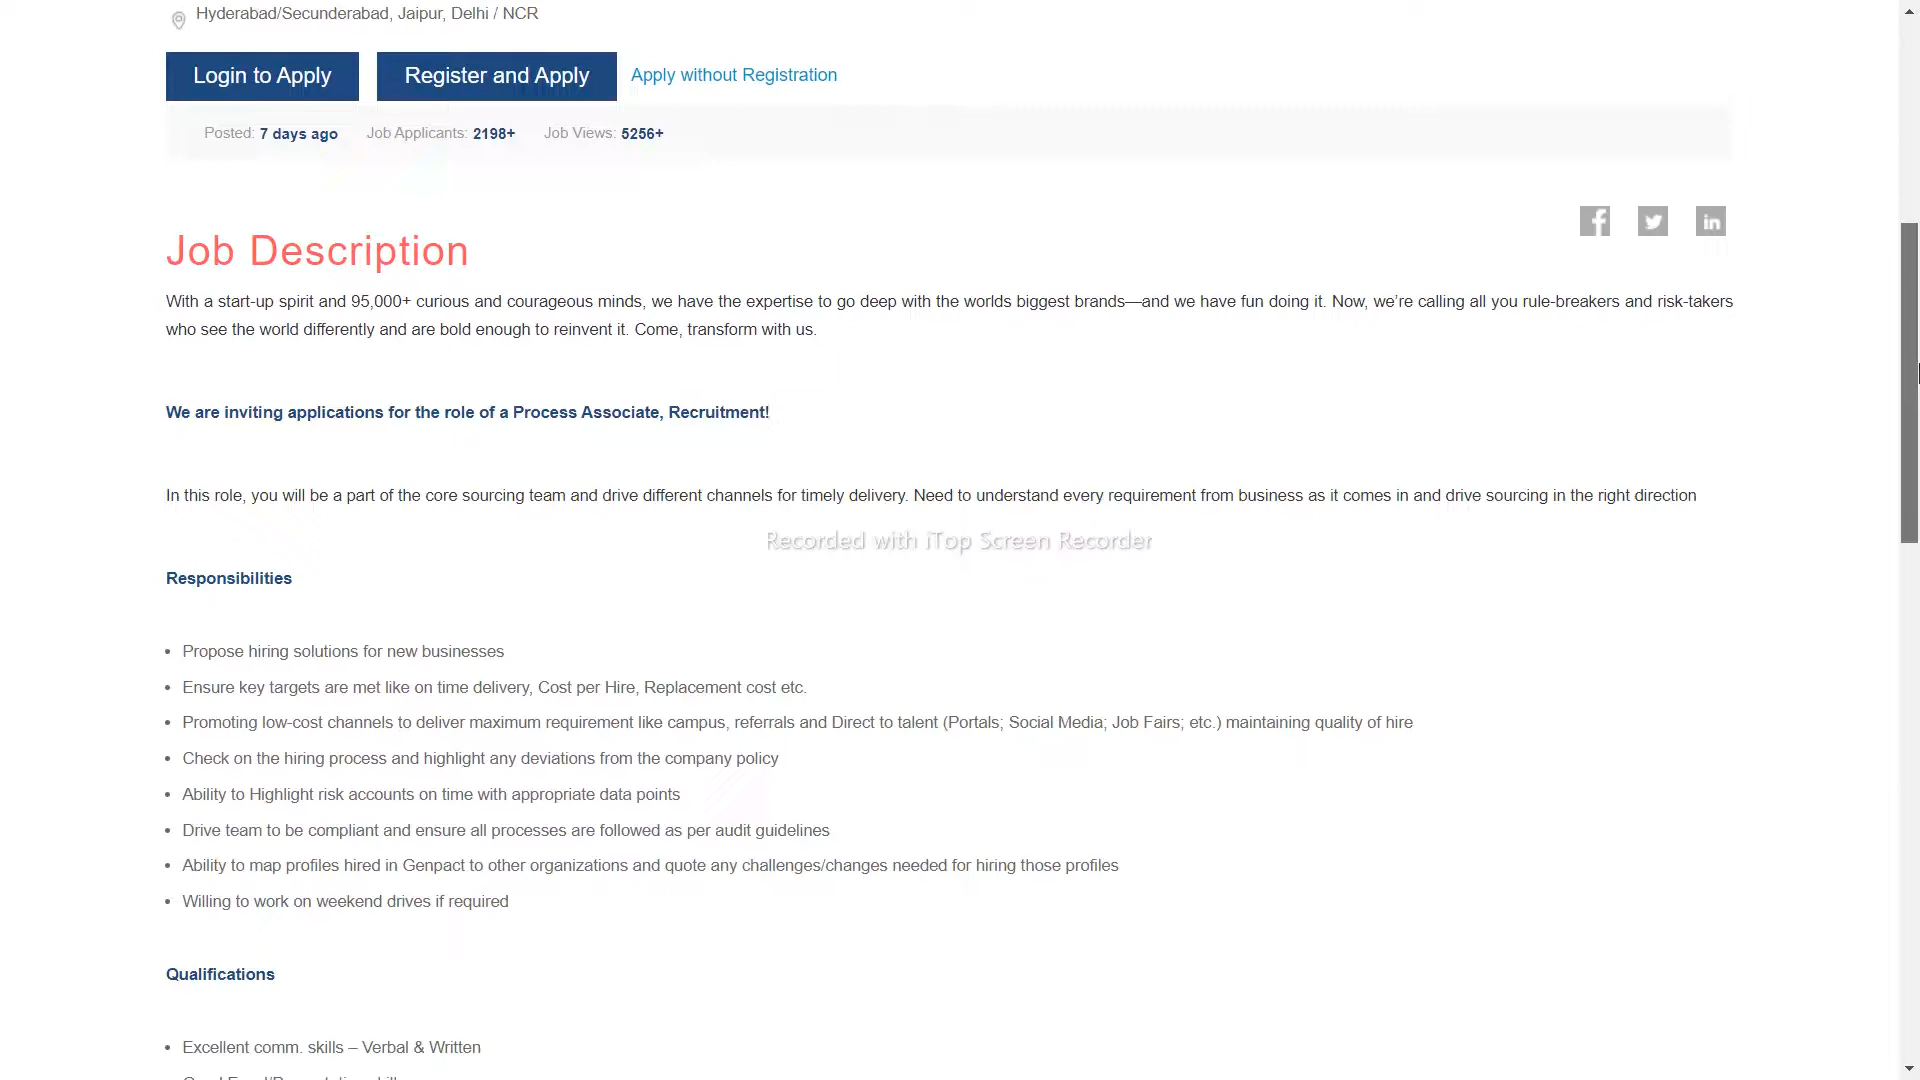 Hyderabad/Secunderabad, Jaipur, Delhi / NCR
Login to Apply Register and Apply Apply without Registration
Posted: 7 days ago Job Applicants: 2198+ Job Views: 5256+
Job Description
With a start-up spirit and 95,000+ curious and courageous minds, we have the expertise to go deep with the worlds biggest brands—and we have fun doing it. Now, we’re calling all you rule-breakers and risk-takers
who see the world differently and are bold enough to reinvent it. Come, transform with us.
We are inviting applications for the role of a Process Associate, Recruitment!
In this role, you will be a part of the core sourcing team and drive different channels for timely delivery. Need to understand every requirement from business as it comes in and drive sourcing in the right direction
Recorded with iTop Screen Recorder
Responsibilities
• Propose hiring solutions for new businesses
• Ensure key targets are met like on time delivery, Cost per Hire, Replacement cost etc.
• Promoting low-cost channels to deliver maximum requirement like campus, referrals and Direct to talent (Portals; Social Media; Job Fairs; etc.) maintaining quality of hire
• Check on the hiring process and highlight any deviations from the company policy
• Ability to Highlight risk accounts on time with appropriate data points
• Drive team to be compliant and ensure all processes are followed as per audit guidelines
• Ability to map profiles hired in Genpact to other organizations and quote any challenges/changes needed for hiring those profiles
• Willing to work on weekend drives if required
Qualifications
• Excellent comm. skills – Verbal & Written